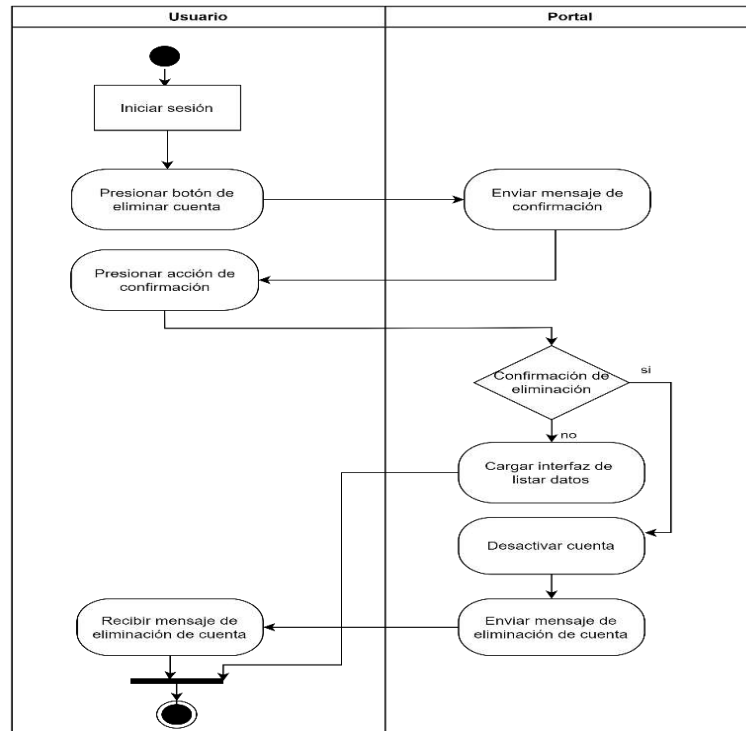 Usuario
Portal
Iniciar sesión
Presionar botón de
eliminar cuenta
Enviar mensaje de
confirmación
Presionar acción de
confirmación
Confirmación de
eliminación
si
no
Cargar interfaz de
listar datos
Desactivar cuenta
Recibir mensaje de
eliminación de cuenta
Enviar mensaje de
eliminación de cuenta